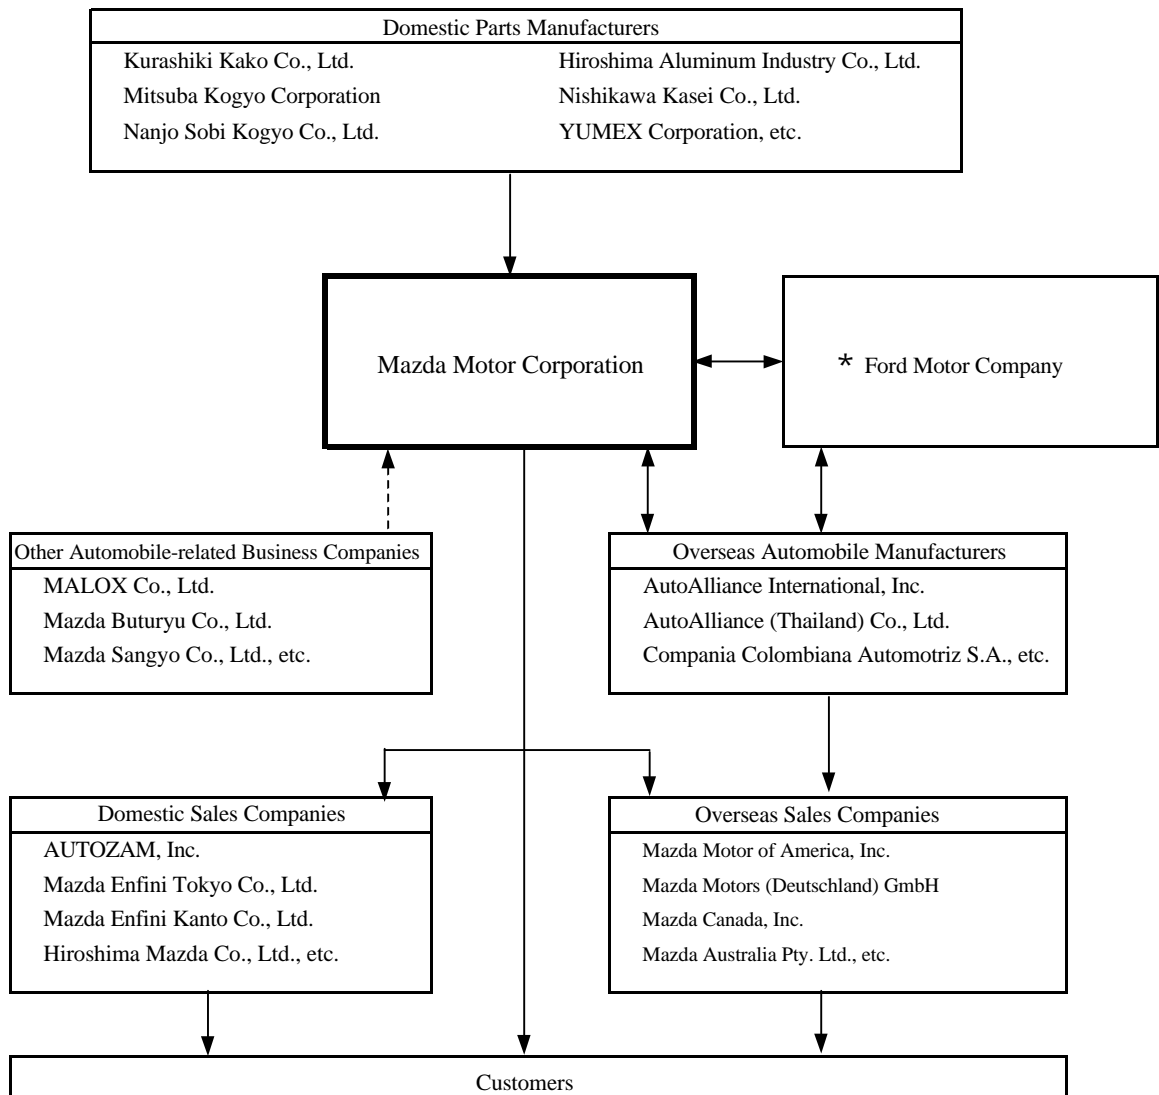 Domestic Parts Manufacturers
Kurashiki Kako Co., Ltd.
Hiroshima Aluminum Industry Co., Ltd.
Mitsuba Kogyo Corporation
Nishikawa Kasei Co., Ltd.
Nanjo Sobi Kogyo Co., Ltd.
YUMEX Corporation, etc.
Mazda Motor Corporation
* Ford Motor Company
Other Automobile-related Business Companies
MALOX Co., Ltd.
Mazda Buturyu Co., Ltd.
Mazda Sangyo Co., Ltd., etc.
Overseas Automobile Manufacturers
AutoAlliance International, Inc.
AutoAlliance (Thailand) Co., Ltd.
Compania Colombiana Automotriz S.A., etc.
Domestic Sales Companies
AUTOZAM, Inc.
Mazda Enfini Tokyo Co., Ltd.
Mazda Enfini Kanto Co., Ltd.
Hiroshima Mazda Co., Ltd., etc.
Overseas Sales Companies
Mazda Motor of America, Inc.
Mazda Motors (Deutschland) GmbH
Mazda Canada, Inc.
Mazda Australia Pty. Ltd., etc.
Customers